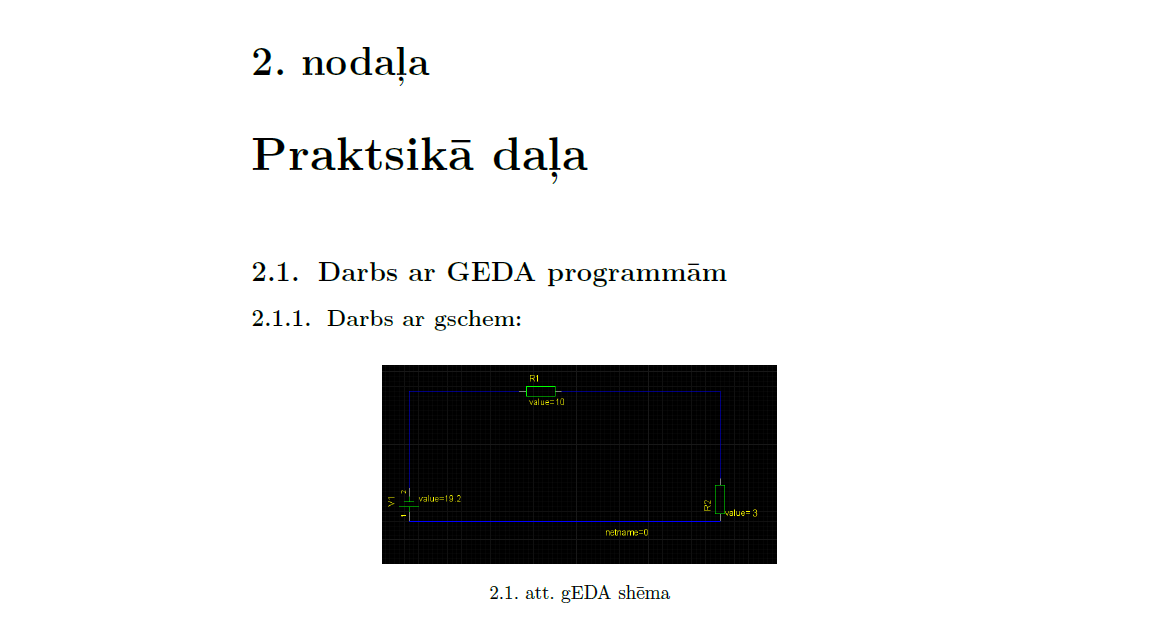 2. nodaļa
Praktsikā daļa
2.1. Darbs ar GEDA programmām
2.1.1. Darbs ar gschem:
R1
value=10
V1
2
1
value=19.2
R2
value= 3
netname=0
2.1. att. gEDA shēma